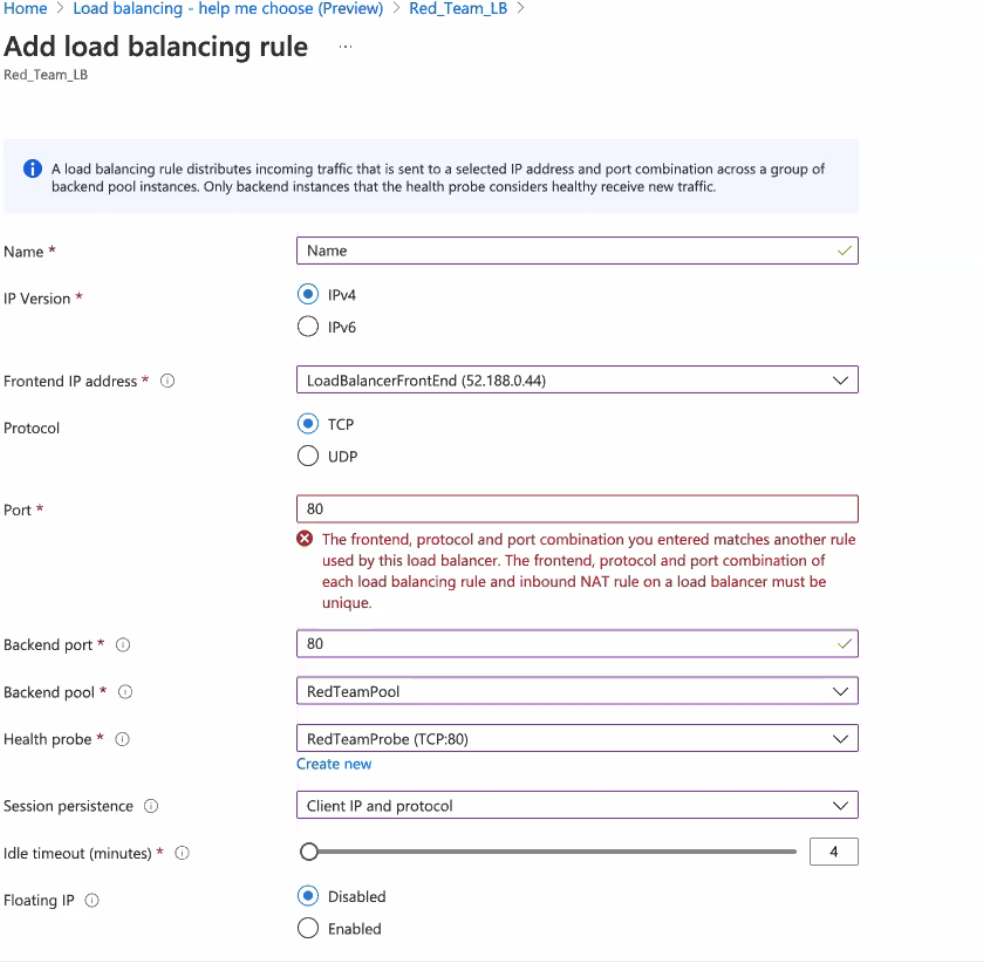 Home > Load balancing - help me choose (Preview) > Red_Team_LB >
Add load balancing rule ...
Red_Team_LB
A load balancing rule distributes incoming traffic that is sent to a selected IP address and port combination across a group of
backend pool instances. Only backend instances that the health probe considers healthy receive new traffic.
Name * Name
IP Version * IPv4
IPv6
Frontend IP address * LoadBalancerFrontEnd (52.188.0.44)
Protocol TCP
UDP
Port * 80
The frontend, protocol and port combination you entered matches another rule
used by this load balancer. The frontend, protocol and port combination of
each load balancing rule and inbound NAT rule on a load balancer must be
unique.
Backend port * 80
Backend pool * RedTeamPool
Health probe * RedTeamProbe (TCP:80)
Create new
Session persistence Client IP and protocol
Idle timeout (minutes) * 4
Floating IP Disabled
Enabled